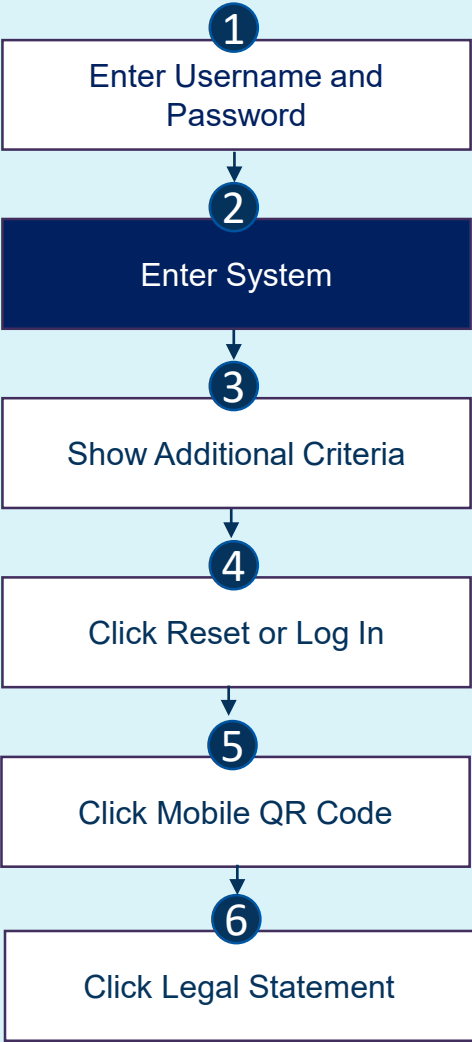 1
Enter Username and
Password
2
Enter System
3
Show Additional Criteria
4
Click Reset or Log In
5
Click Mobile QR Code
6
Click Legal Statement